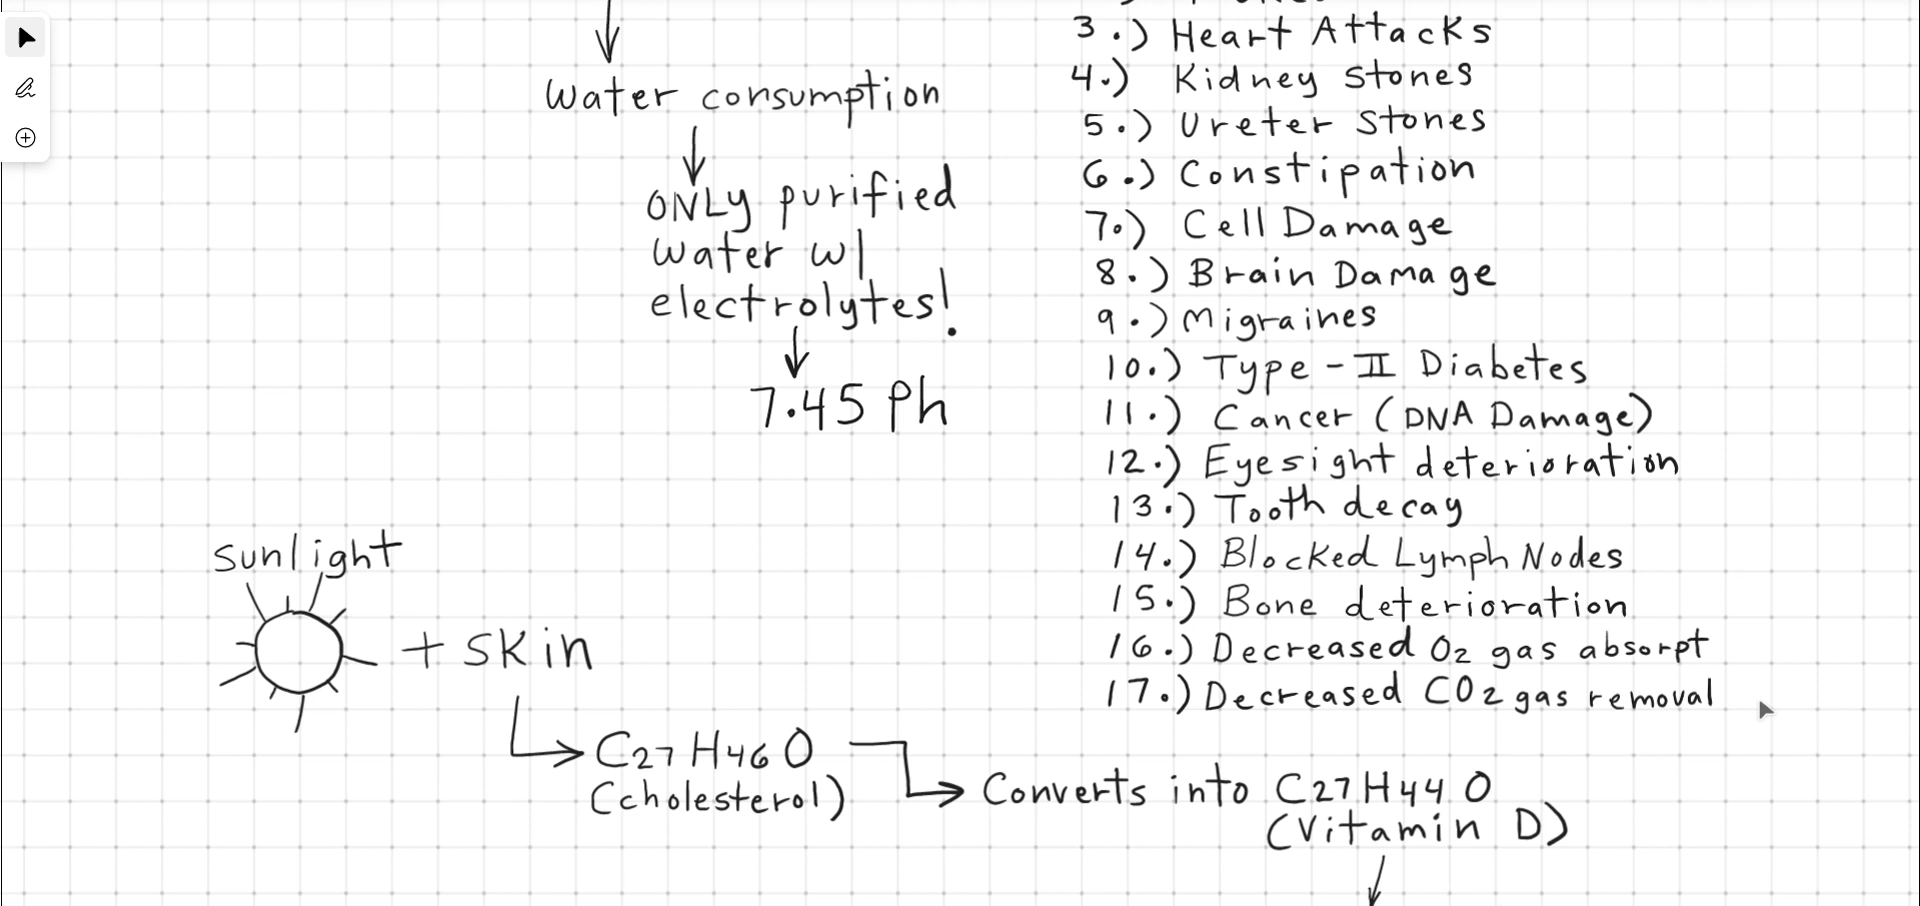 Water consumption
ONLY purified
Water w/
electrolytes!
7.45 Ph
3.) Heart Attacks
4.) Kidney Stones
5.) Ureter Stones
6.) Constipation
7.) Cell Damage
8.) Brain Damage
9.) Migraines
10.) Type-II Diabetes
11.) Cancer (DNA Damage)
12.) Eyesight deterioration
13.) Tooth decay
14.) Blocked Lymph Nodes
15.) Bone deterioration
16.) Decreased O2 gas absorpt
17.) Decreased CO2 gas removal
Sunlight
+ skin
C27H46O
(cholesterol)
Converts into C27H44O
(Vitamin D)